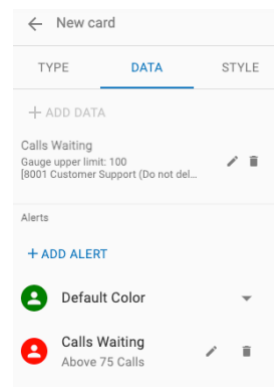 ← New card
TYPE DATA STYLE
+ ADD DATA
Calls Waiting
Gauge upper limit: 100
[8001 Customer Support (Do not del...
Alerts
+ ADD ALERT
Default Color
Calls Waiting
Above 75 Calls